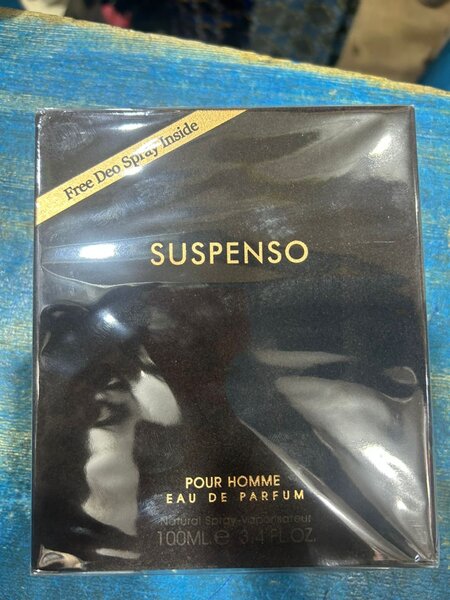 Free Deo Spray Inside
SUSPENSO
POUR HOMME
EAU DE PARFUM
Natural Spray-vaporisateur
100ML.℮ 3.4 FL.OZ.